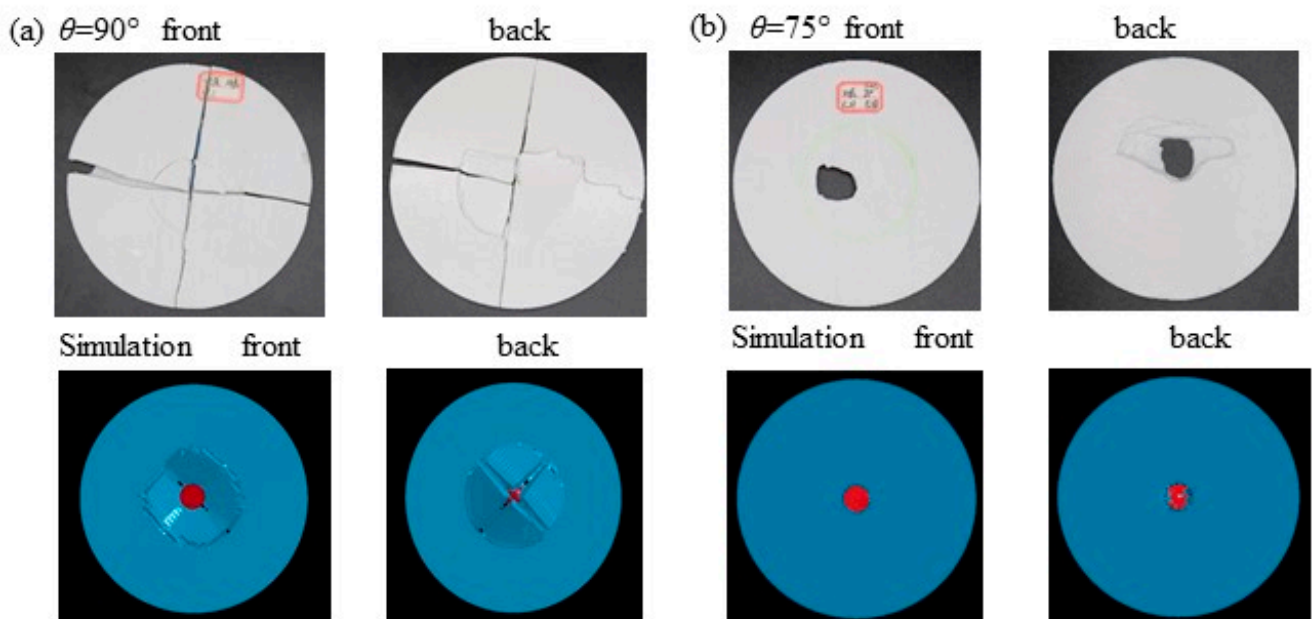 (a) θ=90° front back (b) θ=75° front back
Simulation front back Simulation front back